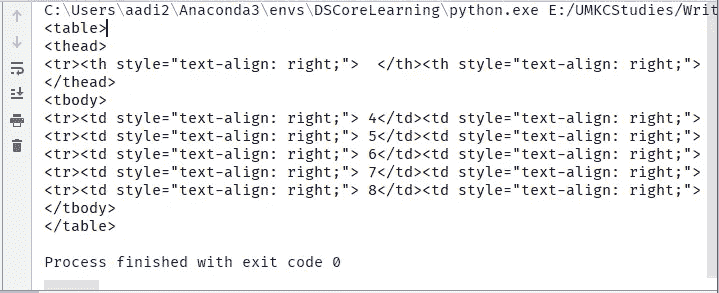 C:\Users\aadi2\Anaconda3\envs\DSCoreLearning\python.exe E:/UMKCStudies/Writ
<table>
<thead>
<tr><th style="text-align: right;">  </th><th style="text-align: right;">
</thead>
<tbody>
<tr><td style="text-align: right;"> 4</td><td style="text-align: right;">
<tr><td style="text-align: right;"> 5</td><td style="text-align: right;">
<tr><td style="text-align: right;"> 6</td><td style="text-align: right;">
<tr><td style="text-align: right;"> 7</td><td style="text-align: right;">
<tr><td style="text-align: right;"> 8</td><td style="text-align: right;">
</tbody>
</table>
Process finished with exit code 0